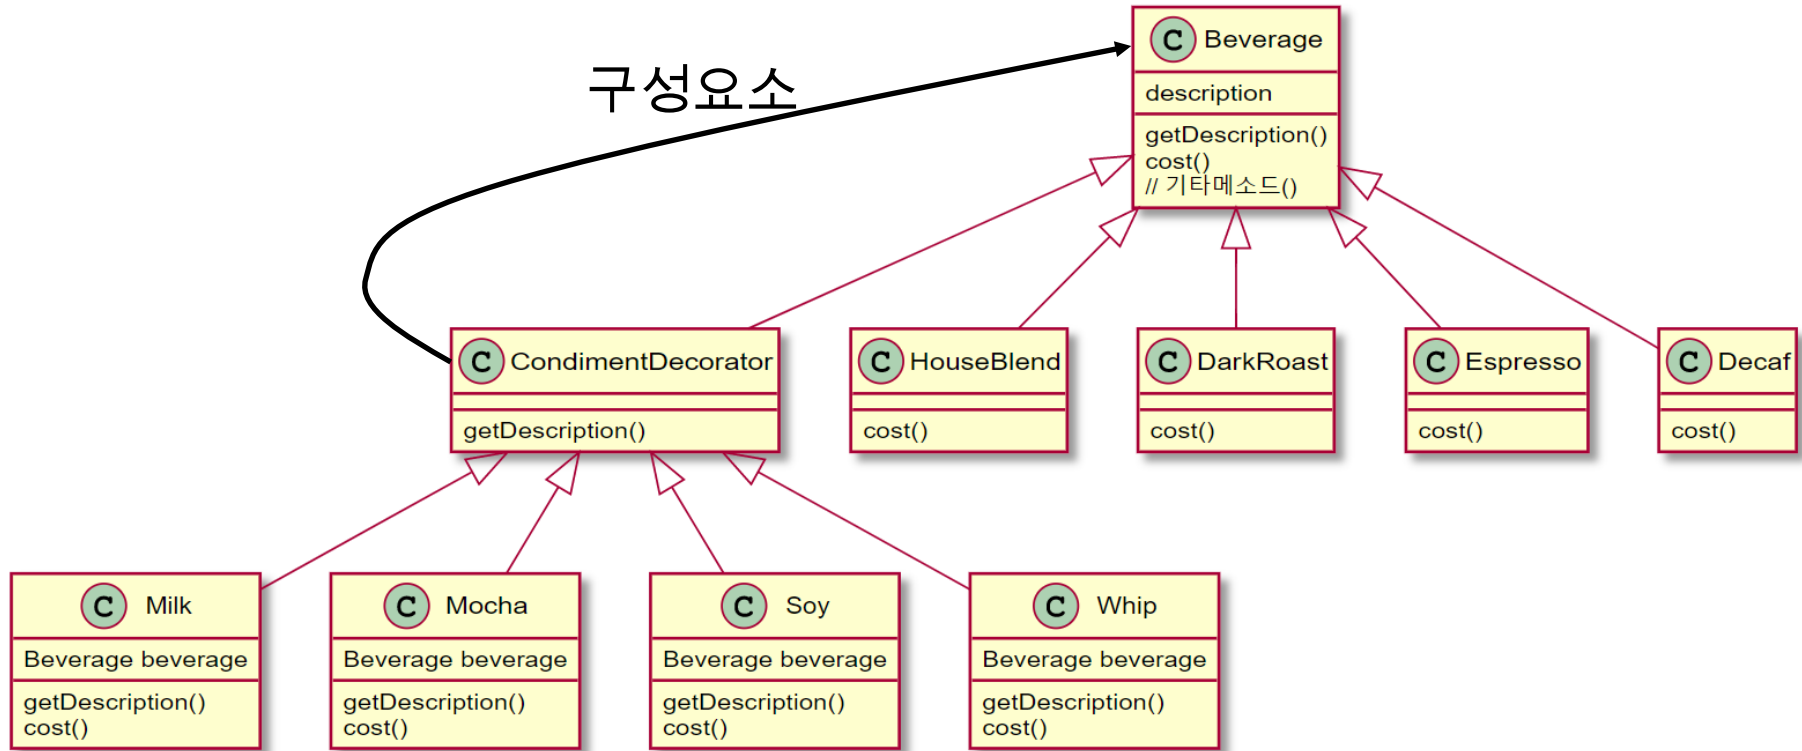 구성요소
C Beverage
description
getDescription()
cost()
// 기타메소드()
C CondimentDecorator
getDescription()
C HouseBlend
cost()
C DarkRoast
cost()
C Espresso
cost()
C Decaf
cost()
C Milk
Beverage beverage
getDescription()
cost()
C Mocha
Beverage beverage
getDescription()
cost()
C Soy
Beverage beverage
getDescription()
cost()
C Whip
Beverage beverage
getDescription()
cost()